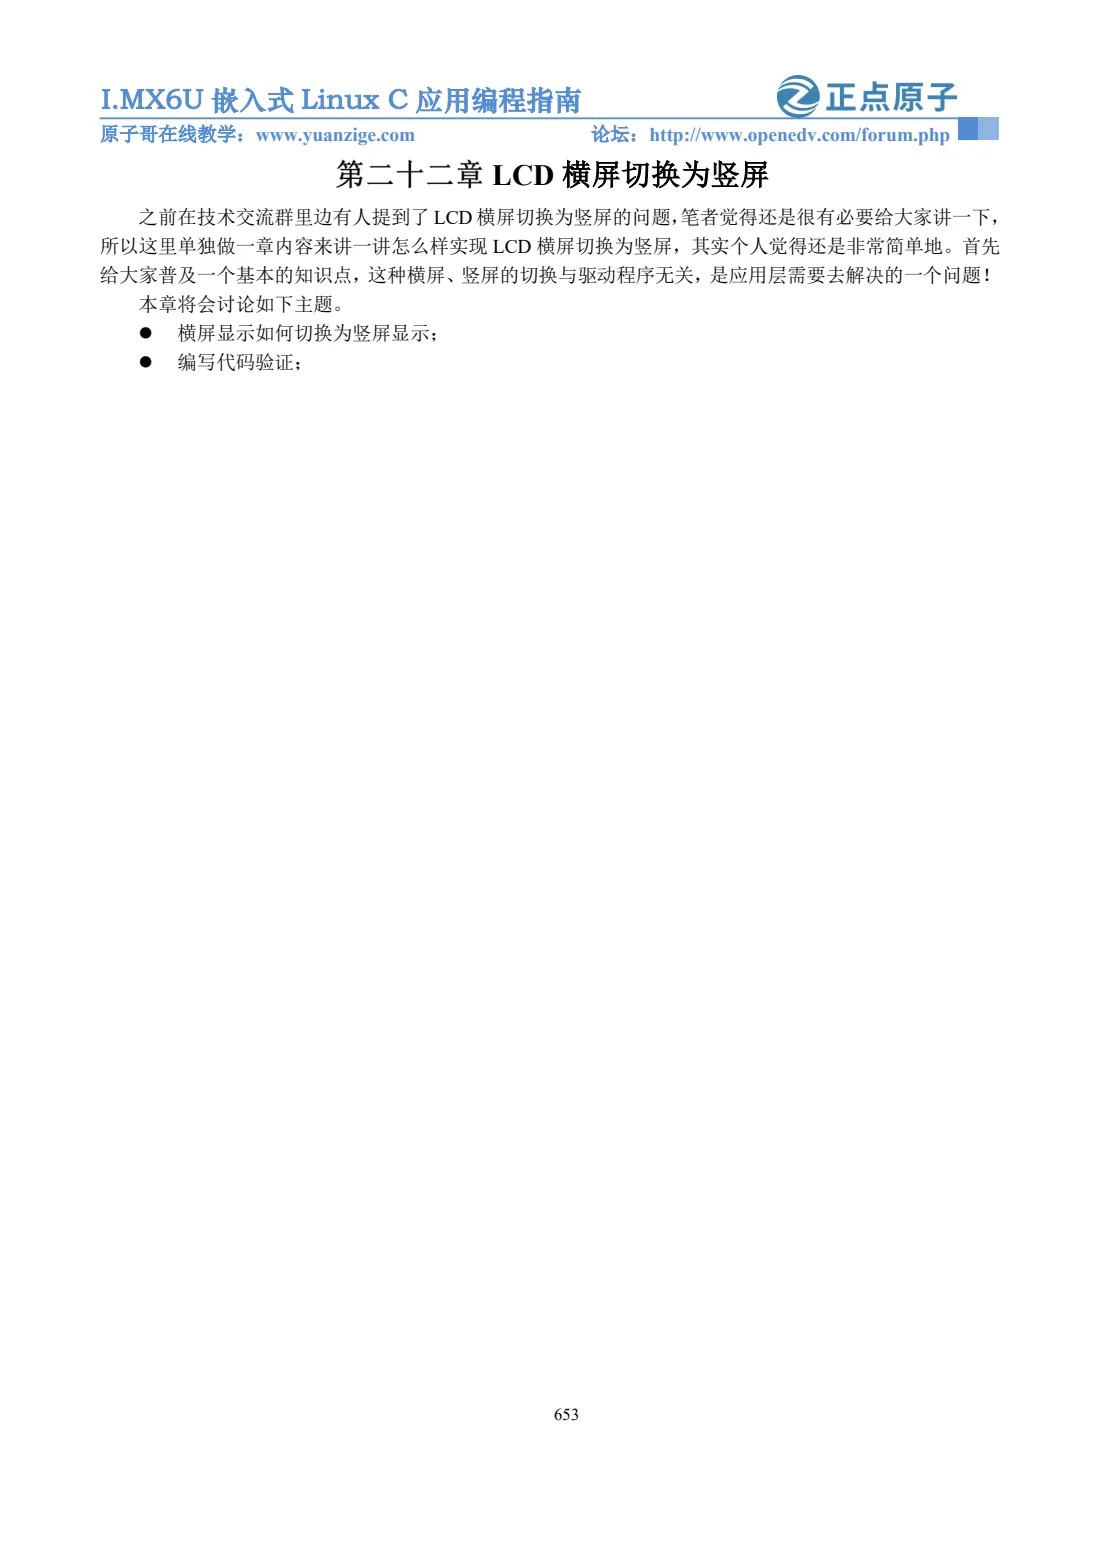 I.MX6U 嵌入式 Linux C 应用编程指南
正点原子
原子哥在线教学：www.yuanzige.com
论坛：http://www.openedv.com/forum.php
第二十二章 LCD 横屏切换为竖屏
之前在技术交流群里边有人提到了 LCD 横屏切换为竖屏的问题，笔者觉得还是很有必要给大家讲一下，
所以这里单独做一章内容来讲一讲怎么样实现 LCD 横屏切换为竖屏，其实个人觉得还是非常简单地。首先
给大家普及一个基本的知识点，这种横屏、竖屏的切换与驱动程序无关，是应用层需要去解决的一个问题！
本章将会讨论如下主题。
● 横屏显示如何切换为竖屏显示；
● 编写代码验证；
653